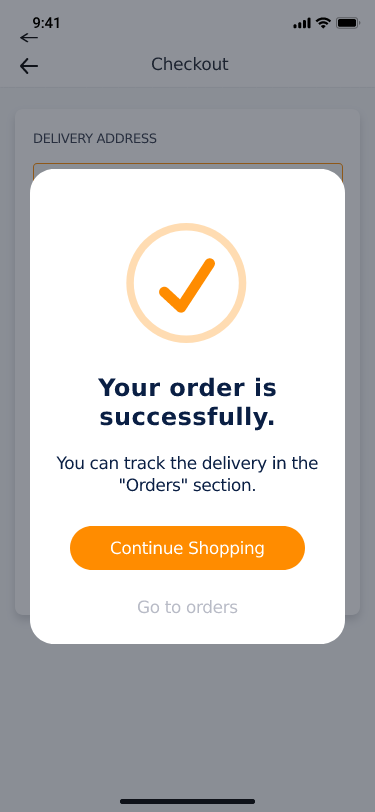 9:41
Checkout
DELIVERY ADDRESS
Your order is
successfully.
You can track the delivery in the
"Orders" section.
Continue Shopping
Go to orders